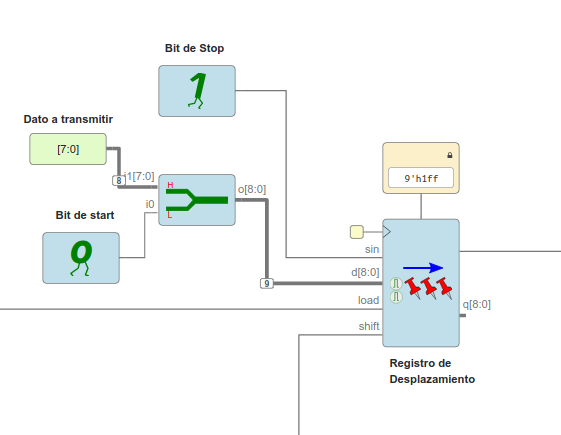 Bit de Stop
1
Dato a transmitir
[7:0]
8
i1[7:0]
H
L
o[8:0]
i0
Bit de start
0
9'h1ff
sin
d[8:0]
9
load
q[8:0]
shift
Registro de
Desplazamiento